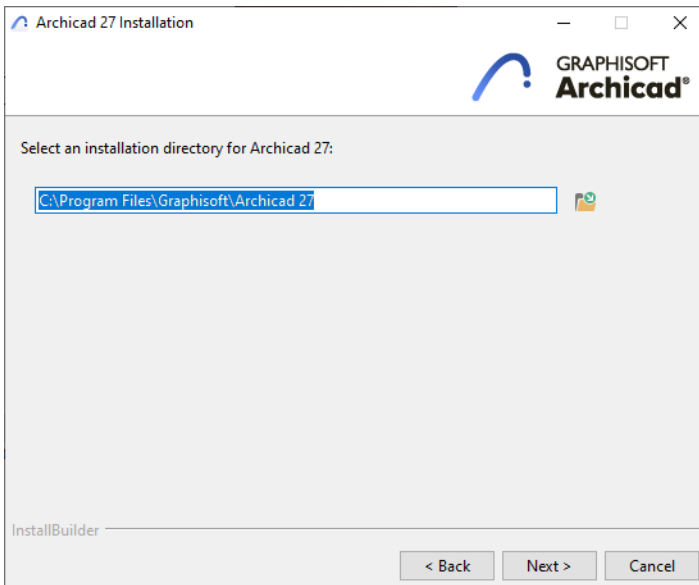 Archicad 27 Installation
GRAPHISOFT
Archicad®
Select an installation directory for Archicad 27:
C:\Program Files\Graphisoft\Archicad 27
InstallBuilder
< Back
Next >
Cancel